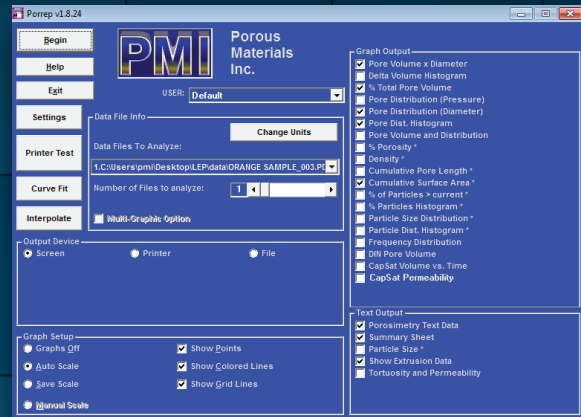 Porrep v1.8.24
Begin
Help
Exit
Settings
Printer Test
Curve Fit
Interpolate
PMI
Porous
Materials
Inc.
USER: Default
Data File Info
Change Units
Data Files To Analyze:
1.C:\Users\pmi\Desktop\LEP\data\ORANGE SAMPLE_003.PD
Number of Files to analyze: 1
Multi-Graphic Option
Output Device
Screen
Printer
File
Graph Setup
Graphs Off
Show Points
Auto Scale
Show Colored Lines
Save Scale
Show Grid Lines
Manual Scale
Graph Output
Pore Volume x Diameter
Delta Volume Histogram
% Total Pore Volume
Pore Distribution (Pressure)
Pore Distribution (Diameter)
Pore Dist. Histogram
Pore Volume and Distribution
% Porosity *
Density *
Cumulative Pore Length *
Cumulative Surface Area *
% of Particles > current *
% Particles Histogram *
Particle Size Distribution *
Particle Dist. Histogram *
Frequency Distribution
DIN Pore Volume
CapSat Volume vs. Time
CapSat Permeability
Text Output
Porosimetry Text Data
Summary Sheet
Particle Size *
Show Extrusion Data
Tortuosity and Permeability